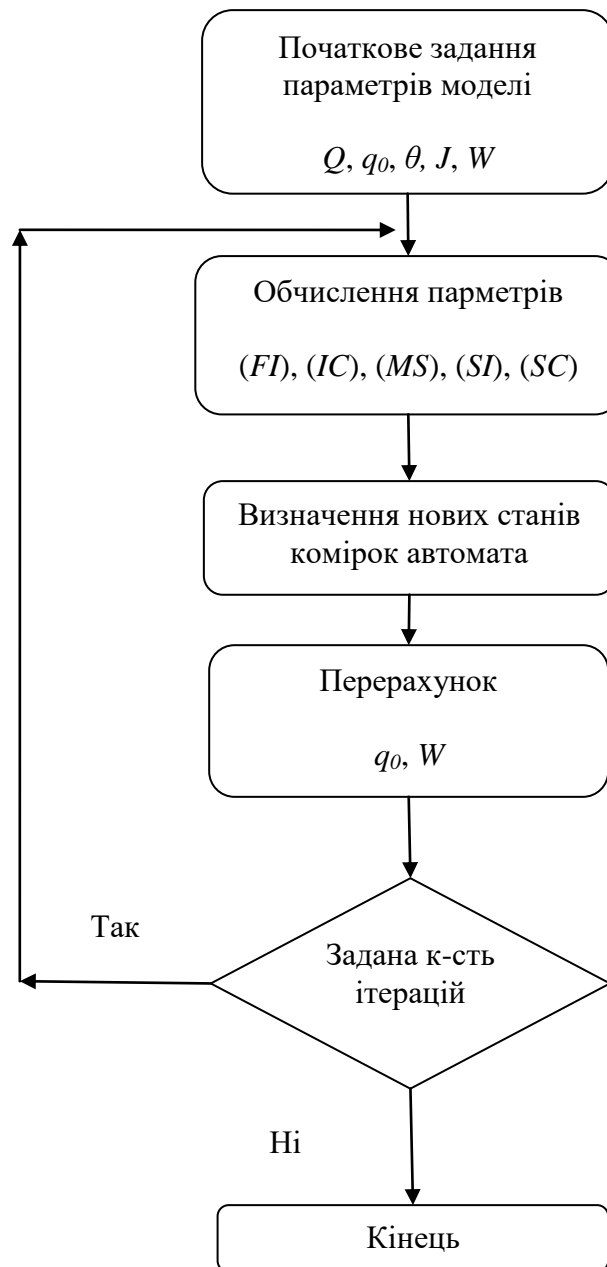 Початкове задання
параметрів моделі
Q, q0, θ, J, W
Обчислення парметрів
(FI), (IC), (MS), (SI), (SC)
Визначення нових станів
комірок автомата
Перерахунок
q0, W
Так
Задана к-сть
ітерацій
Ні
Кінець